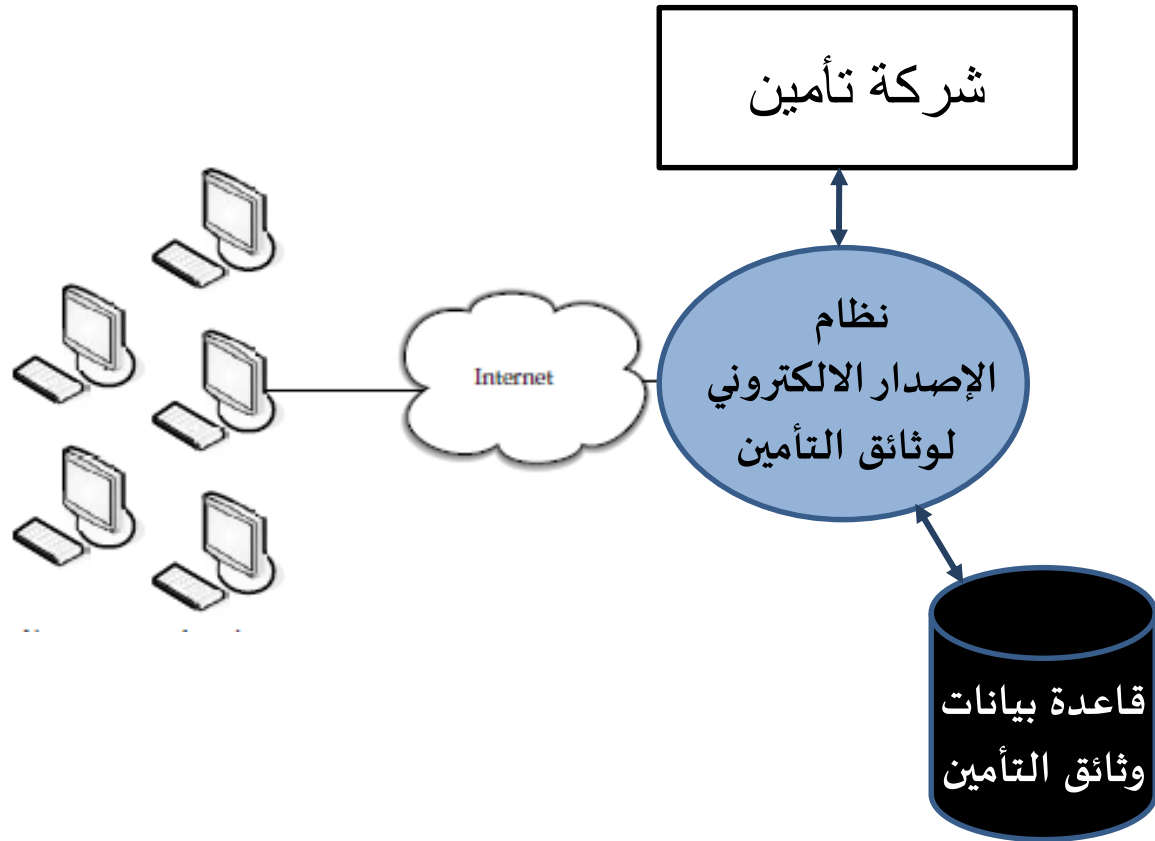 شركة تأمين
نظام
الإصدار الالكتروني
لوثائق التأمين
Internet
قاعدة بيانات
وثائق التأمين